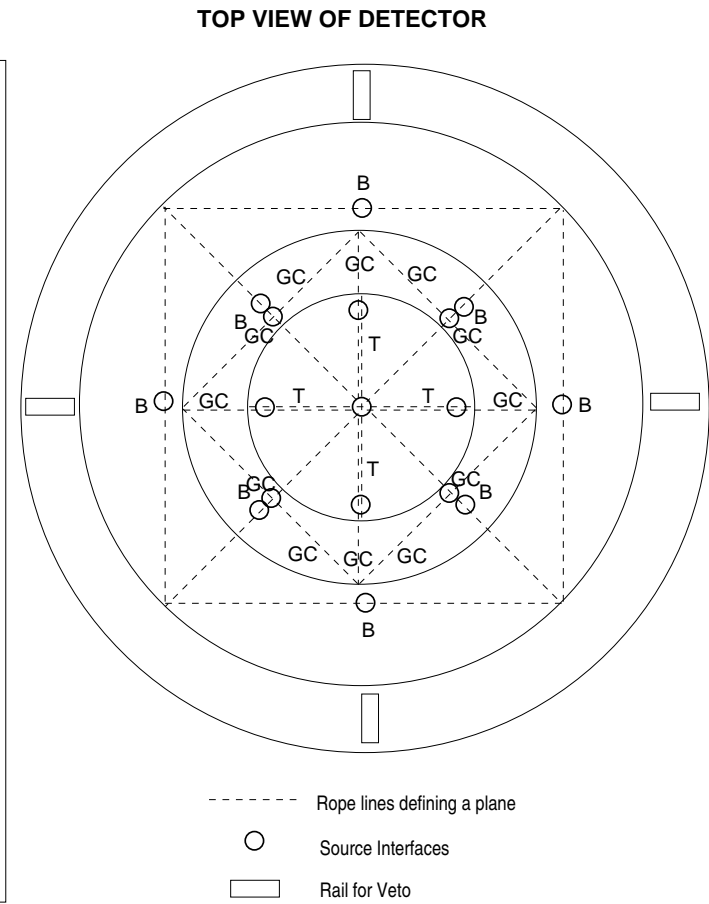 TOP VIEW OF DETECTOR
B
GC GC GC
B B
GC GC
T
B GC T T GC B
T
GC GC
B B
GC GC GC
B
Rope lines defining a plane
Source Interfaces
Rail for Veto